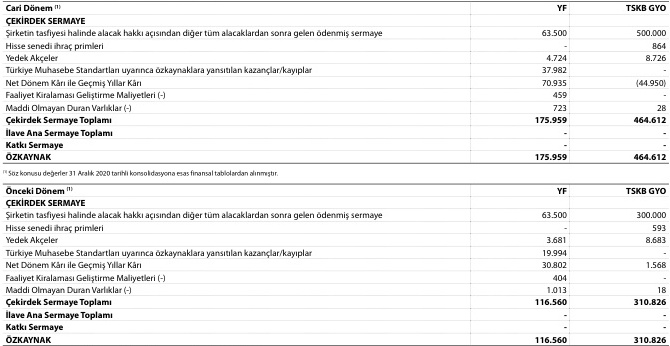 Cari Dönem (1) YF TSKB GYO
ÇEKİRDEK SERMAYE
Şirketin tasfiyesi halinde alacak hakkı açısından diğer tüm alacaklardan sonra gelen ödenmiş sermaye 63.500 500.000
Hisse senedi ihraç primleri - 864
Yedek Akçeler 4.724 8.726
Türkiye Muhasebe Standartları uyarınca özkaynaklara yansıtılan kazançlar/kayıplar 37.982 -
Net Dönem Kârı ile Geçmiş Yıllar Kârı 70.935 (44.950)
Faaliyet Kiralaması Geliştirme Maliyetleri (-) 459 -
Maddi Olmayan Duran Varlıklar (-) 723 28
Çekirdek Sermaye Toplamı 175.959 464.612
İlave Ana Sermaye Toplamı - -
Katkı Sermaye - -
ÖZKAYNAK 175.959 464.612
(1) Söz konusu değerler 31 Aralık 2020 tarihli konsolidasyona esas finansal tablolardan alınmıştır.
Önceki Dönem (1) YF TSKB GYO
ÇEKİRDEK SERMAYE
Şirketin tasfiyesi halinde alacak hakkı açısından diğer tüm alacaklardan sonra gelen ödenmiş sermaye 63.500 300.000
Hisse senedi ihraç primleri - 593
Yedek Akçeler 3.681 8.683
Türkiye Muhasebe Standartları uyarınca özkaynaklara yansıtılan kazançlar/kayıplar 19.994 -
Net Dönem Kârı ile Geçmiş Yıllar Kârı 30.802 1.568
Faaliyet Kiralaması Geliştirme Maliyetleri (-) 404 -
Maddi Olmayan Duran Varlıklar (-) 1.013 18
Çekirdek Sermaye Toplamı 116.560 310.826
İlave Ana Sermaye Toplamı - -
Katkı Sermaye - -
ÖZKAYNAK 116.560 310.826